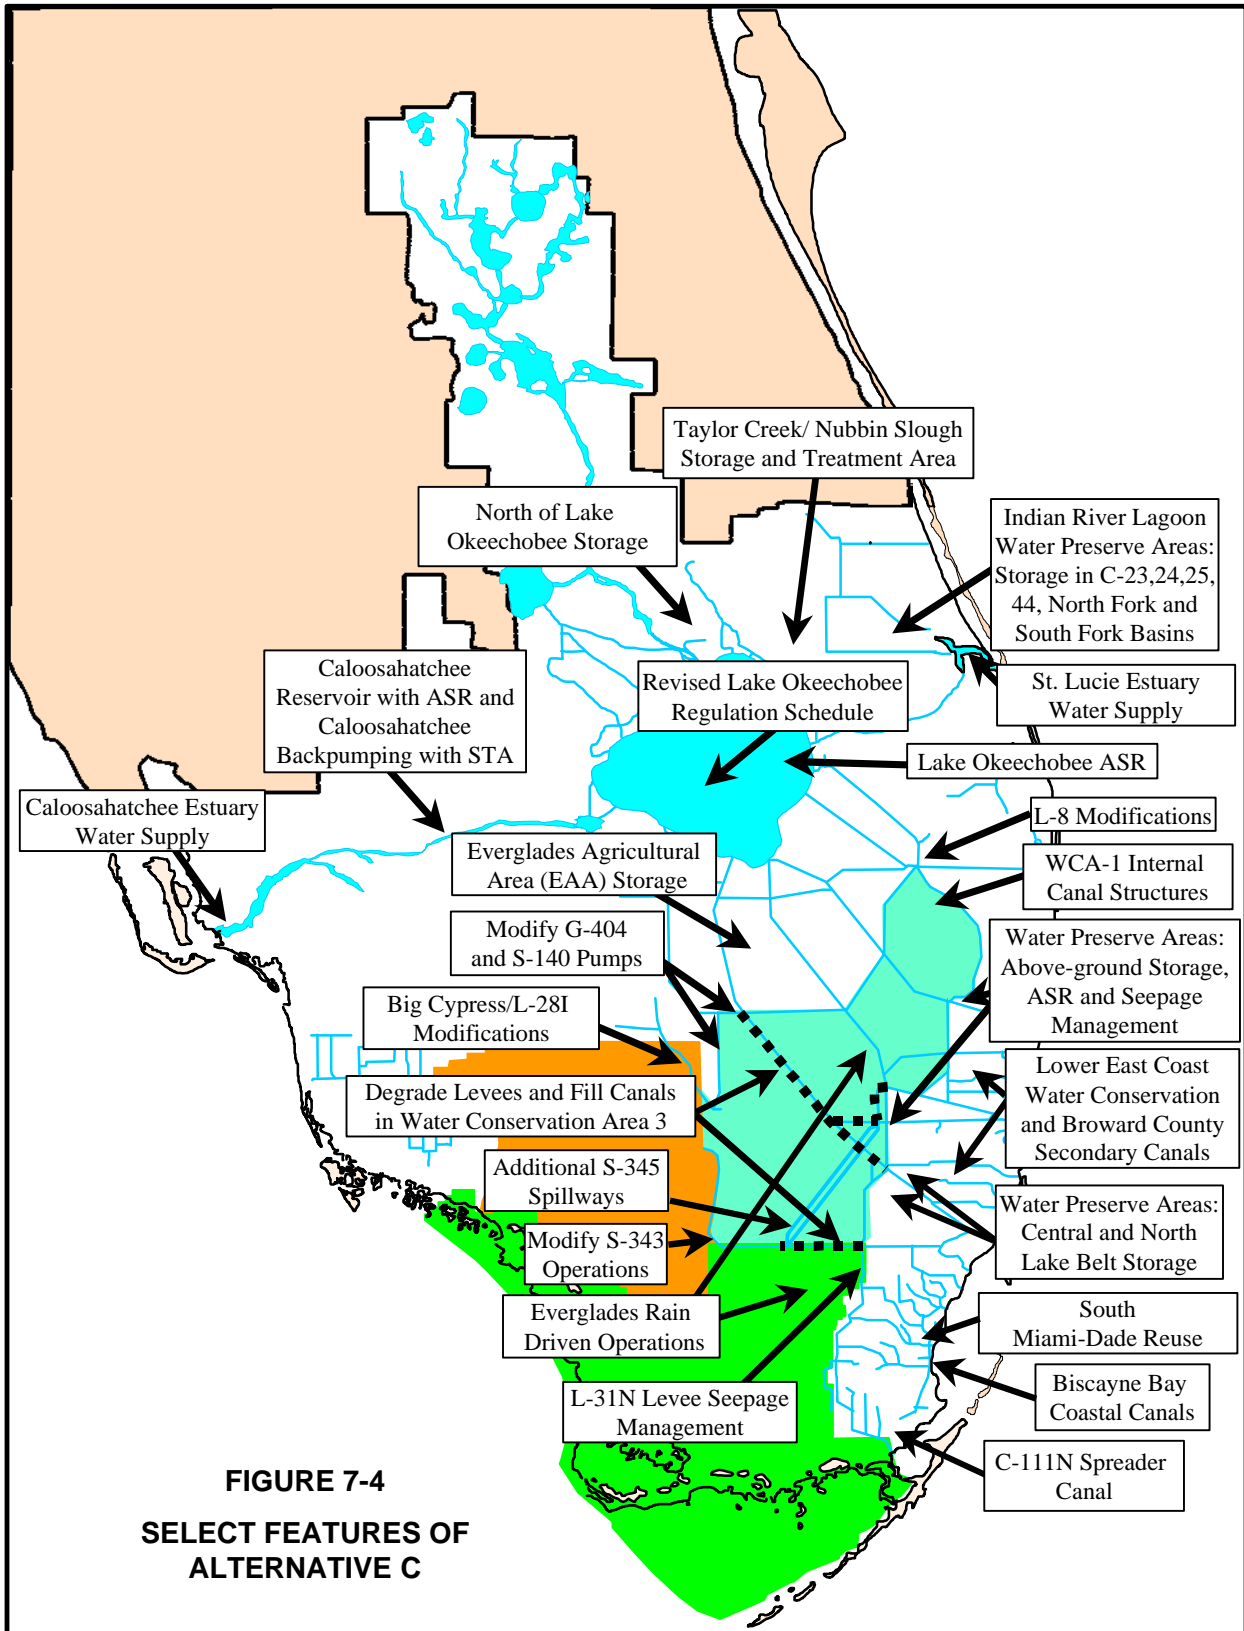 Taylor Creek/ Nubbin Slough
Storage and Treatment Area
North of Lake
Okeechobee Storage
Indian River Lagoon
Water Preserve Areas:
Storage in C-23,24,25,
44, North Fork and
South Fork Basins
Caloosahatchee
Reservoir with ASR and
Caloosahatchee
Backpumping with STA
Revised Lake Okeechobee
Regulation Schedule
St. Lucie Estuary
Water Supply
Lake Okeechobee ASR
Caloosahatchee Estuary
Water Supply
L-8 Modifications
Everglades Agricultural
Area (EAA) Storage
WCA-1 Internal
Canal Structures
Modify G-404
and S-140 Pumps
Water Preserve Areas:
Above-ground Storage,
ASR and Seepage
Management
Big Cypress/L-28I
Modifications
Degrade Levees and Fill Canals
in Water Conservation Area 3
Lower East Coast
Water Conservation
and Broward County
Secondary Canals
Additional S-345
Spillways
Water Preserve Areas:
Central and North
Lake Belt Storage
Modify S-343
Operations
Everglades Rain
Driven Operations
South
Miami-Dade Reuse
L-31N Levee Seepage
Management
Biscayne Bay
Coastal Canals
C-111N Spreader
Canal
FIGURE 7-4
SELECT FEATURES OF
ALTERNATIVE C